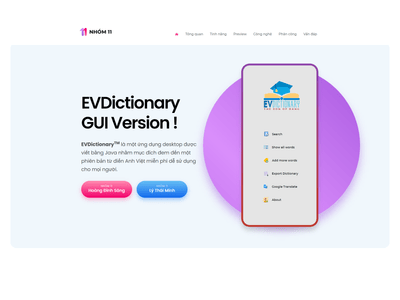 NHÓM 11
Tổng quan Tính năng Preview Công nghệ Phân công Vấn đáp
EVDictionary
GUI Version !
EVDictionary™ là một ứng dụng desktop được
viết bằng Java nhằm mục đích đem đến một
phiên bản từ điển Anh Việt miễn phí dễ sử dụng
cho mọi người.
Hoàng Đình Sáng
Lý Thái Minh
EVDICTIONARY
Search
Show all words
Add more words
Export Dictionary
Google Translate
About